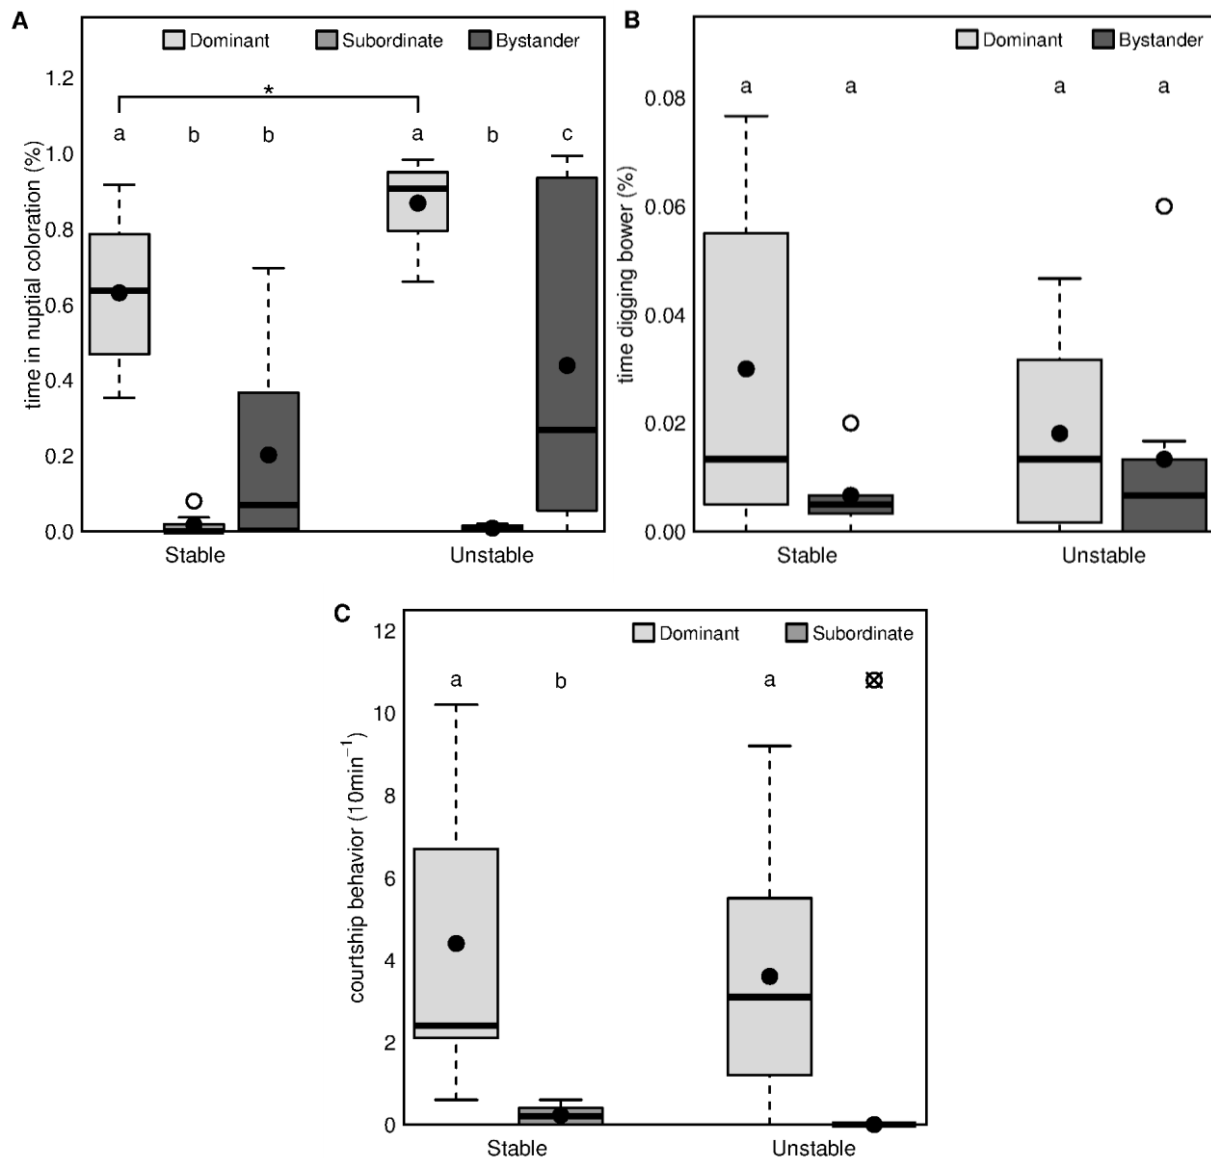 A
Dominant Subordinate Bystander
time in nuptial coloration (%)
1.2
1.0
0.8
0.6
0.4
0.2
0.0
*
a b b a b c
Stable Unstable
B
Dominant Bystander
time digging bower (%)
0.08
0.06
0.04
0.02
0.00
a a a a
Stable Unstable
C
Dominant Subordinate
courtship behavior (10min⁻¹)
12
10
8
6
4
2
0
a b a
Stable Unstable